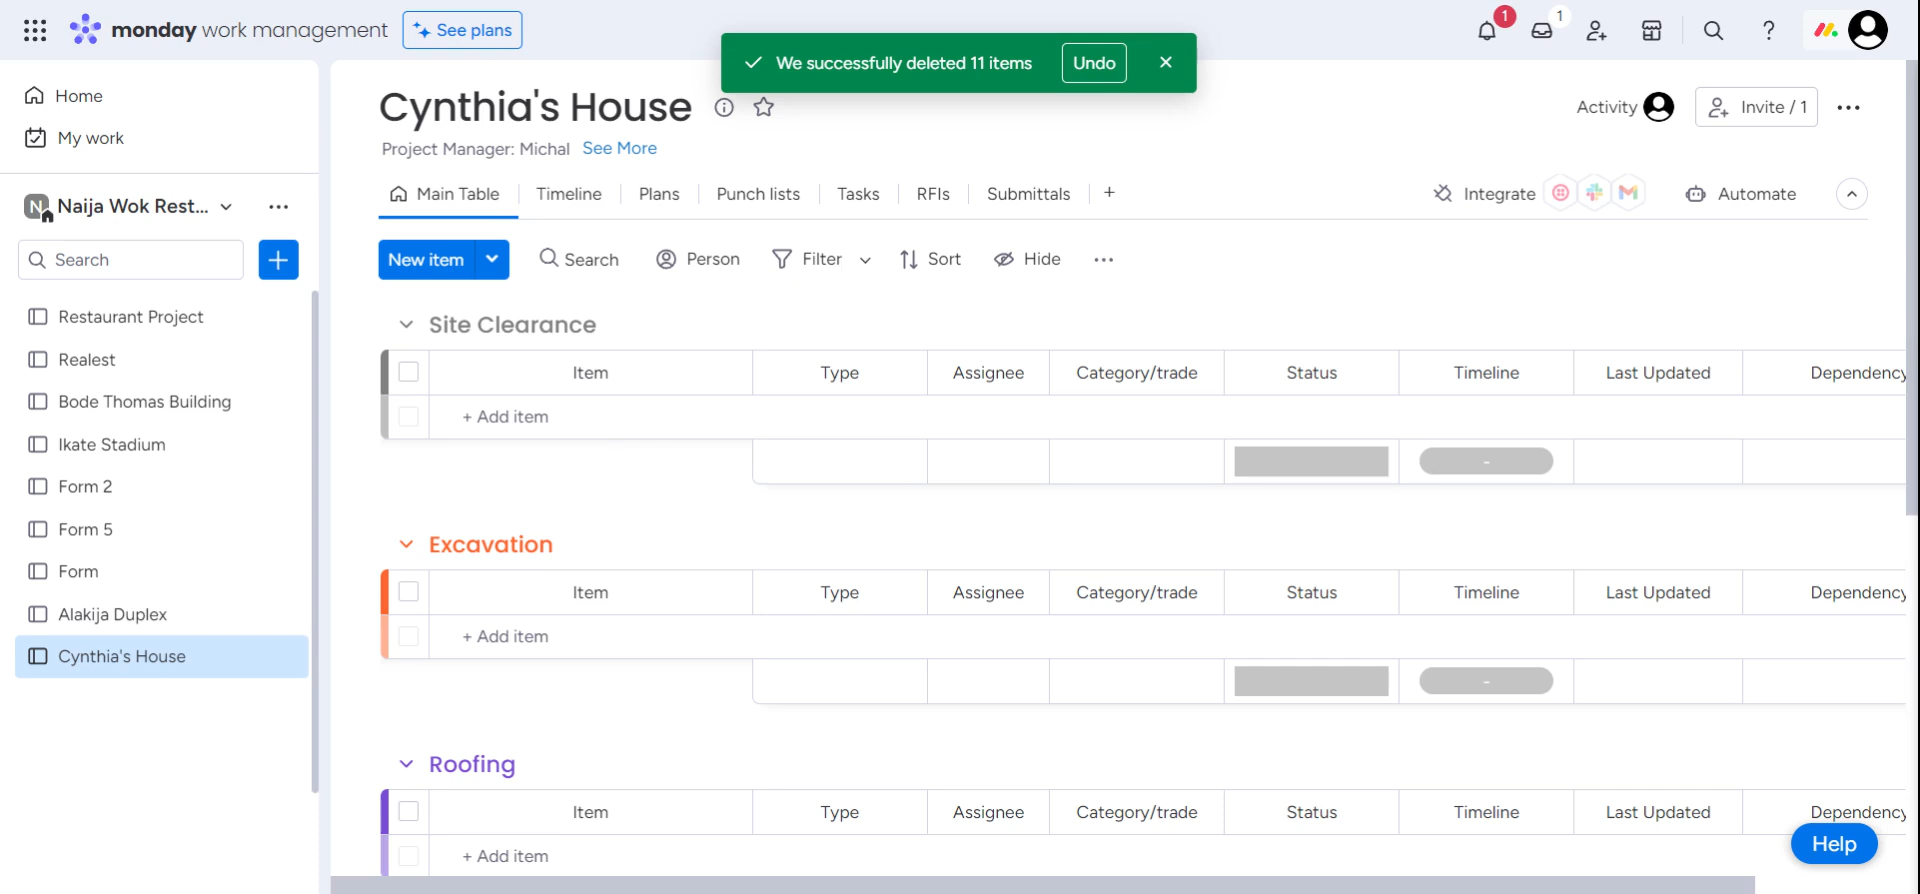 monday work management
See plans
1
1
We successfully deleted 11 items
Undo
Home
My work
N
Naija Wok Rest...
Search
Restaurant Project
Realest
Bode Thomas Building
Ikate Stadium
Form 2
Form 5
Form
Alakija Duplex
Cynthia's House
Cynthia's House
Activity
Invite / 1
Project Manager: Michal See More
Main Table
Timeline
Plans
Punch lists
Tasks
RFIs
Submittals
+
Integrate
Automate
New item
Search
Person
Filter
Sort
Hide
Site Clearance
Item Type Assignee Category/trade Status Timeline Last Updated Dependency
+ Add item
-
Excavation
Item Type Assignee Category/trade Status Timeline Last Updated Dependency
+ Add item
-
Roofing
Item Type Assignee Category/trade Status Timeline Last Updated Dependency
+ Add item
Help